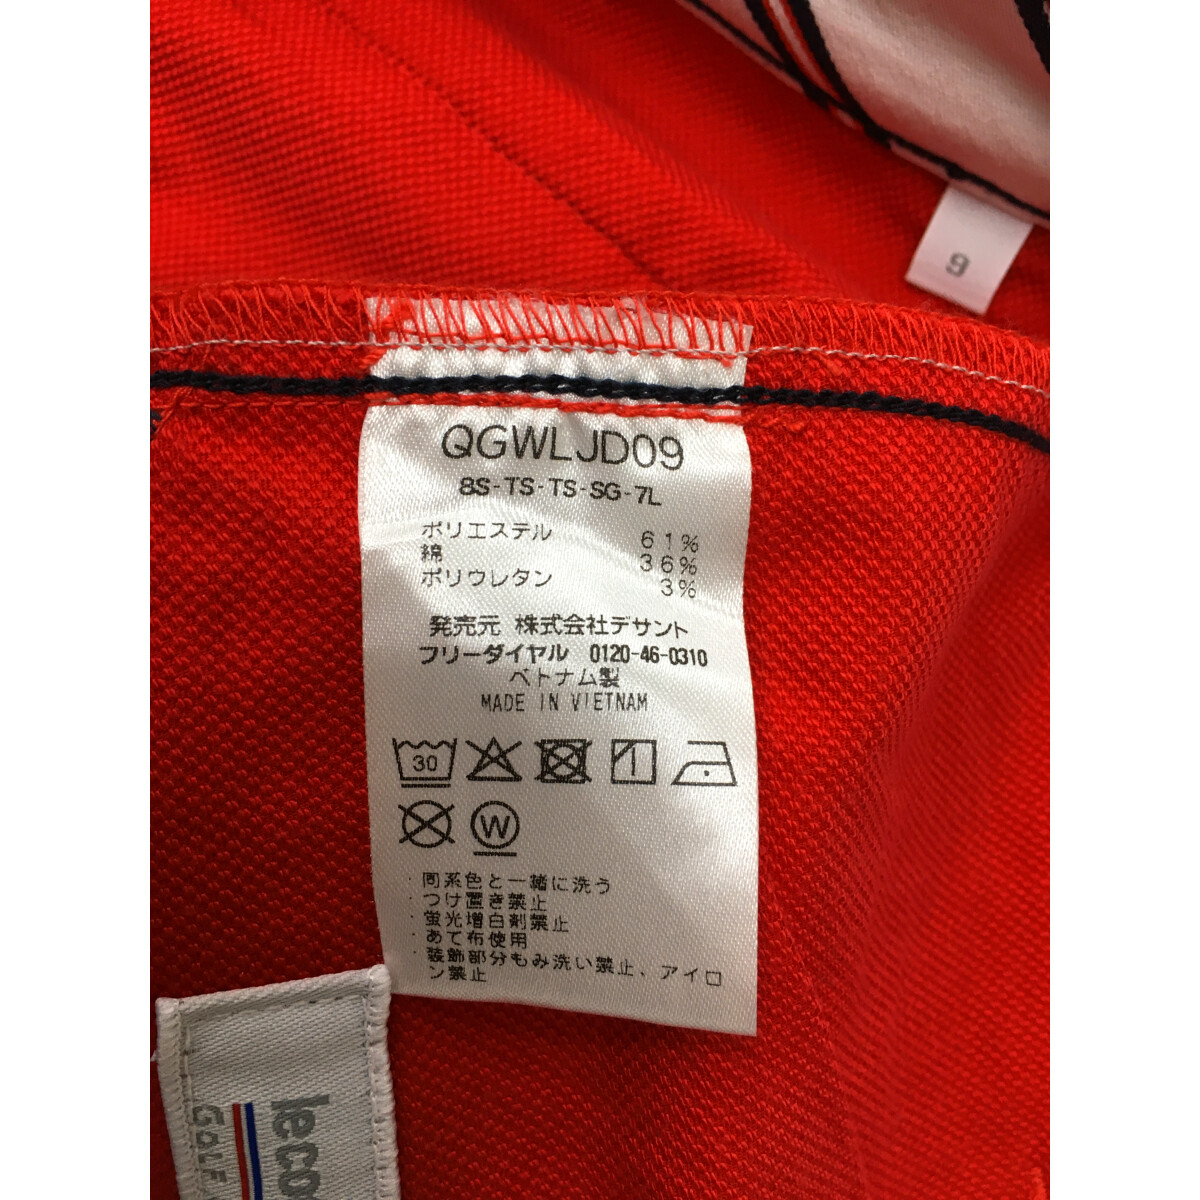 9
QGWLJD09
8S-TS-TS-SG-7L
ポリエステル 61%
綿 36%
ポリウレタン 3%
発売元 株式会社デサント
フリーダイヤル 0120-46-0310
ベトナム製
MADE IN VIETNAM
30
W
・同系色と一緒に洗う
・つけ置き禁止
・蛍光増白剤禁止
・あて布使用
・装飾部分もみ洗い禁止、アイロ
ン禁止
leco
GOLF